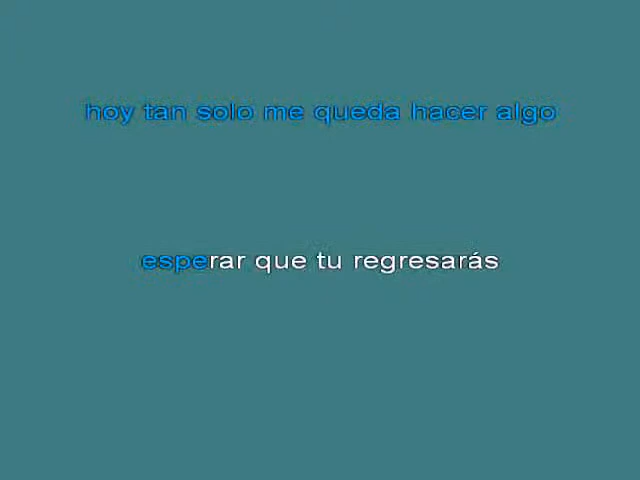 hoy tan solo me queda hacer algo
esperar que tu regresarás